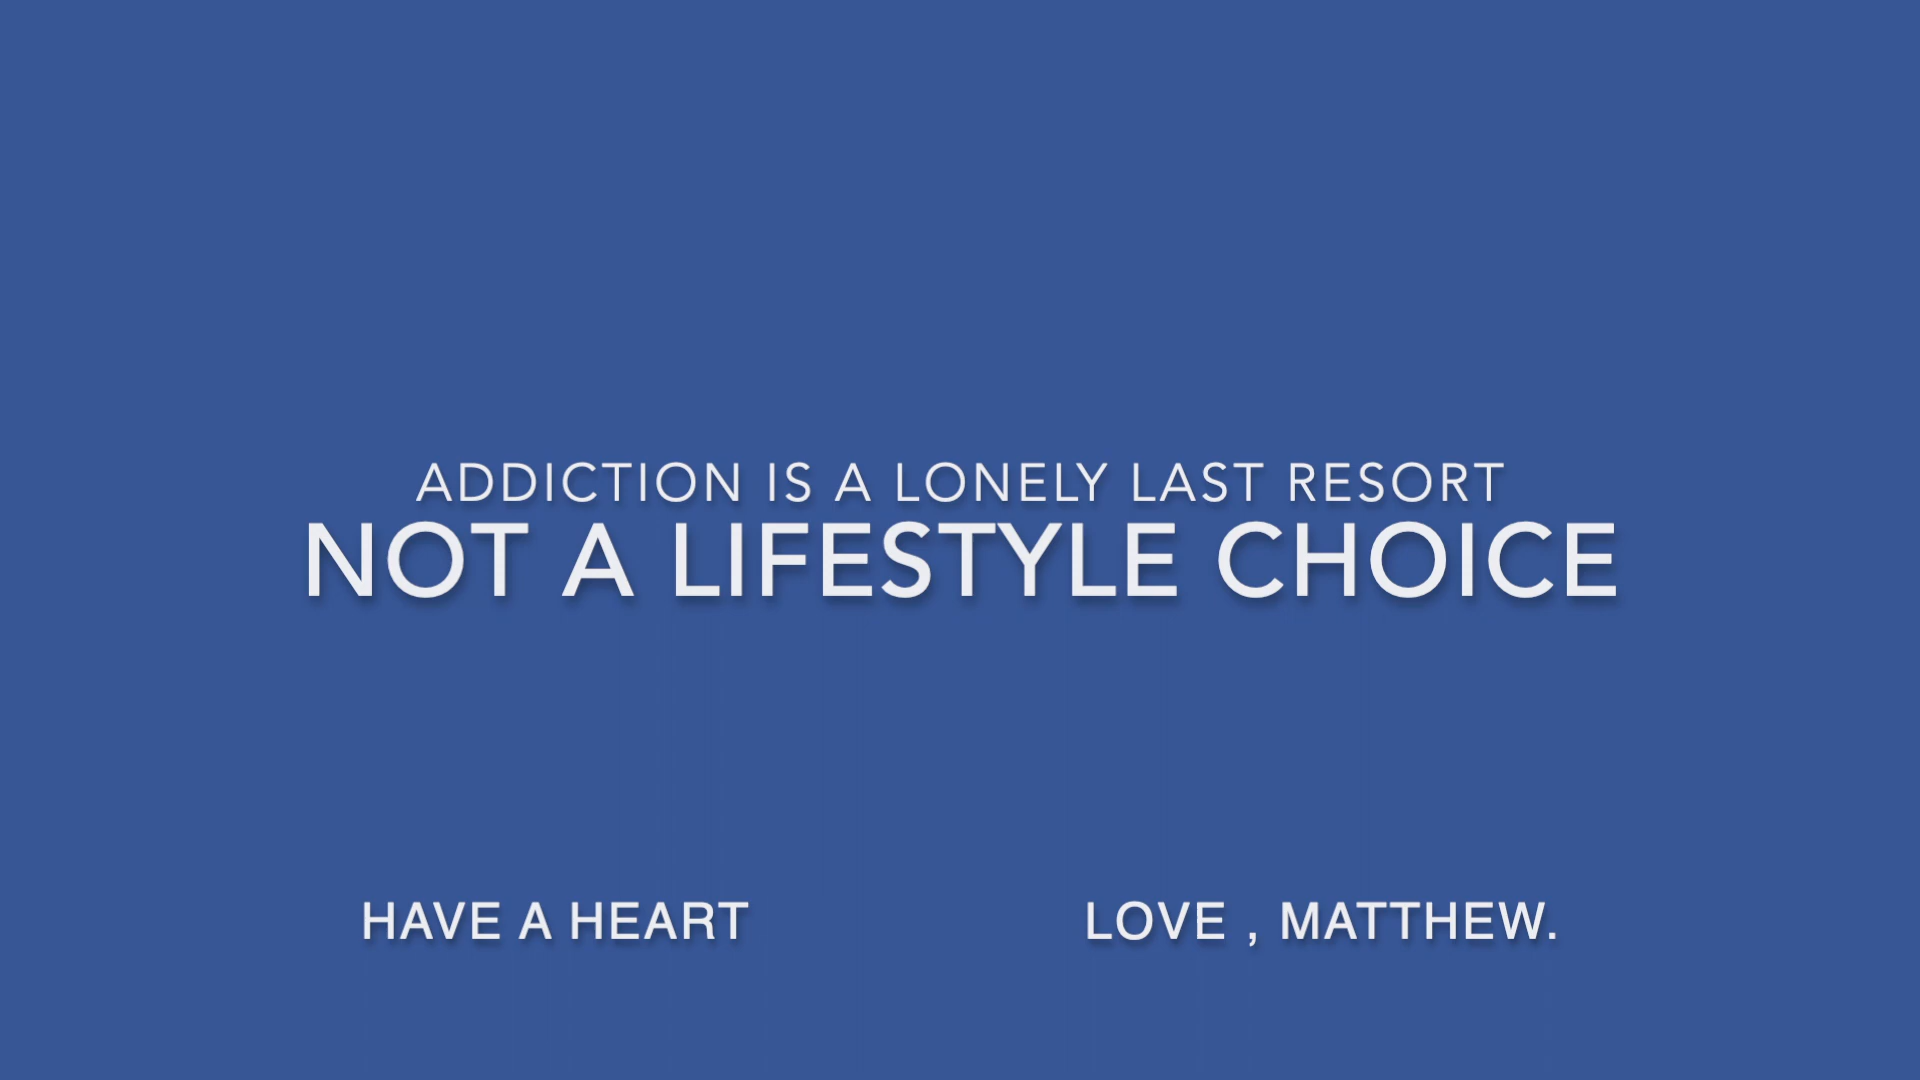 ADDICTION IS A LONELY LAST RESORT
NOT A LIFESTYLE CHOICE
HAVE A HEART
LOVE , MATTHEW.